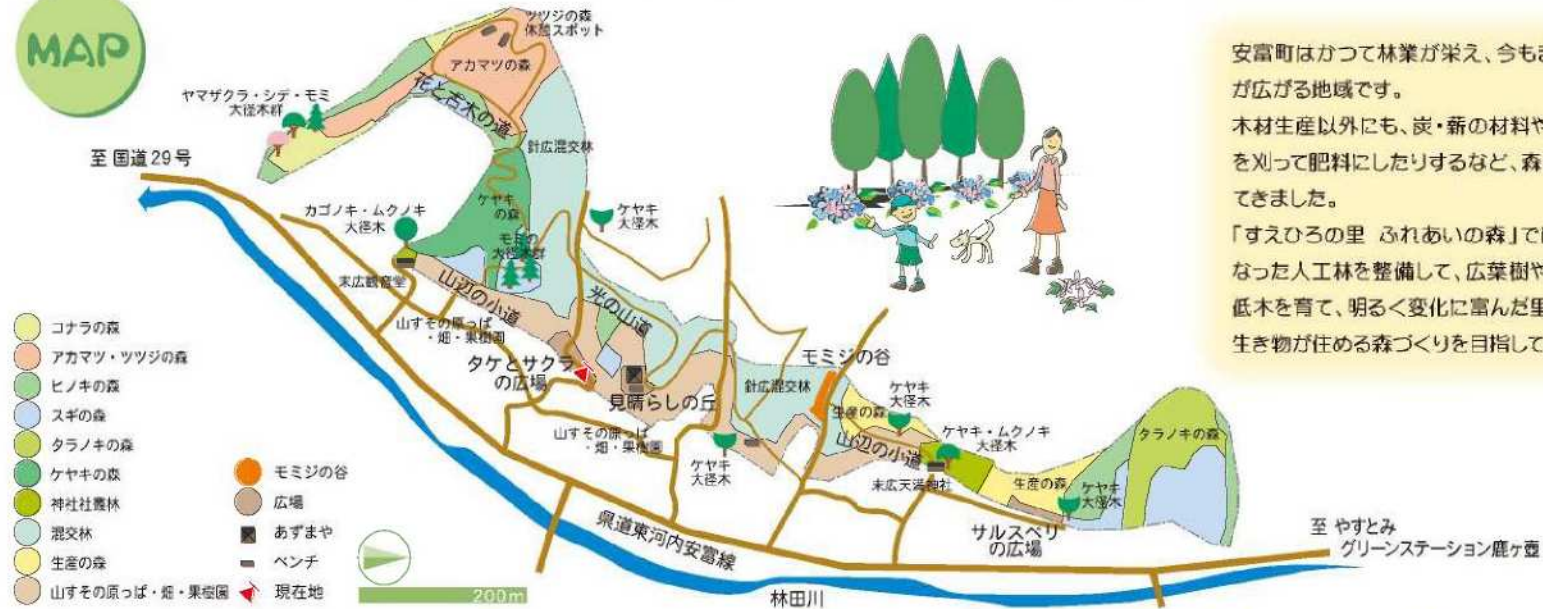 MAP
ツツジの森
休憩スポット
アカマツの森
ヤマザクラ・シデ・モミ
大径木群
花と古木の道
至 国道29号
針広混交林
カゴノキ・ムクノキ
大径木
ケヤキ
の森
ケヤキ
大径木
モミの
大径木群
末広観音堂
山辺の小道
光の山道
山すその原っぱ
・畑・果樹園
タケとサクラ
の広場
見晴らしの丘
モミジの谷
針広混交林
生産の森
ケヤキ
大径木
山すその原っぱ
・畑・果樹園
ケヤキ
大径木
山辺の小道
ケヤキ・ムクノキ
大径木
末広天満神社
生産の森
ケヤキ
大径木
タラノキの森
サルスベリ
の広場
至 やすとみ
グリーンステーション鹿ヶ壺
県道東河内安富線
林田川
200m
コナラの森
アカマツ・ツツジの森
ヒノキの森
スギの森
タラノキの森
ケヤキの森
神社社叢林
混交林
生産の森
山すその原っぱ・畑・果樹園
モミジの谷
広場
あずまや
ベンチ
現在地
安富町はかつて林業が栄え、今も
が広がる地域です。
木材生産以外にも、炭・薪の材料や
を刈って肥料にしたりするなど、森
てきました。
「すえひろの里 ふれあいの森」で
なった人工林を整備して、広葉樹や
低木を育て、明るく変化に富んだ里
生き物が住める森づくりを目指して